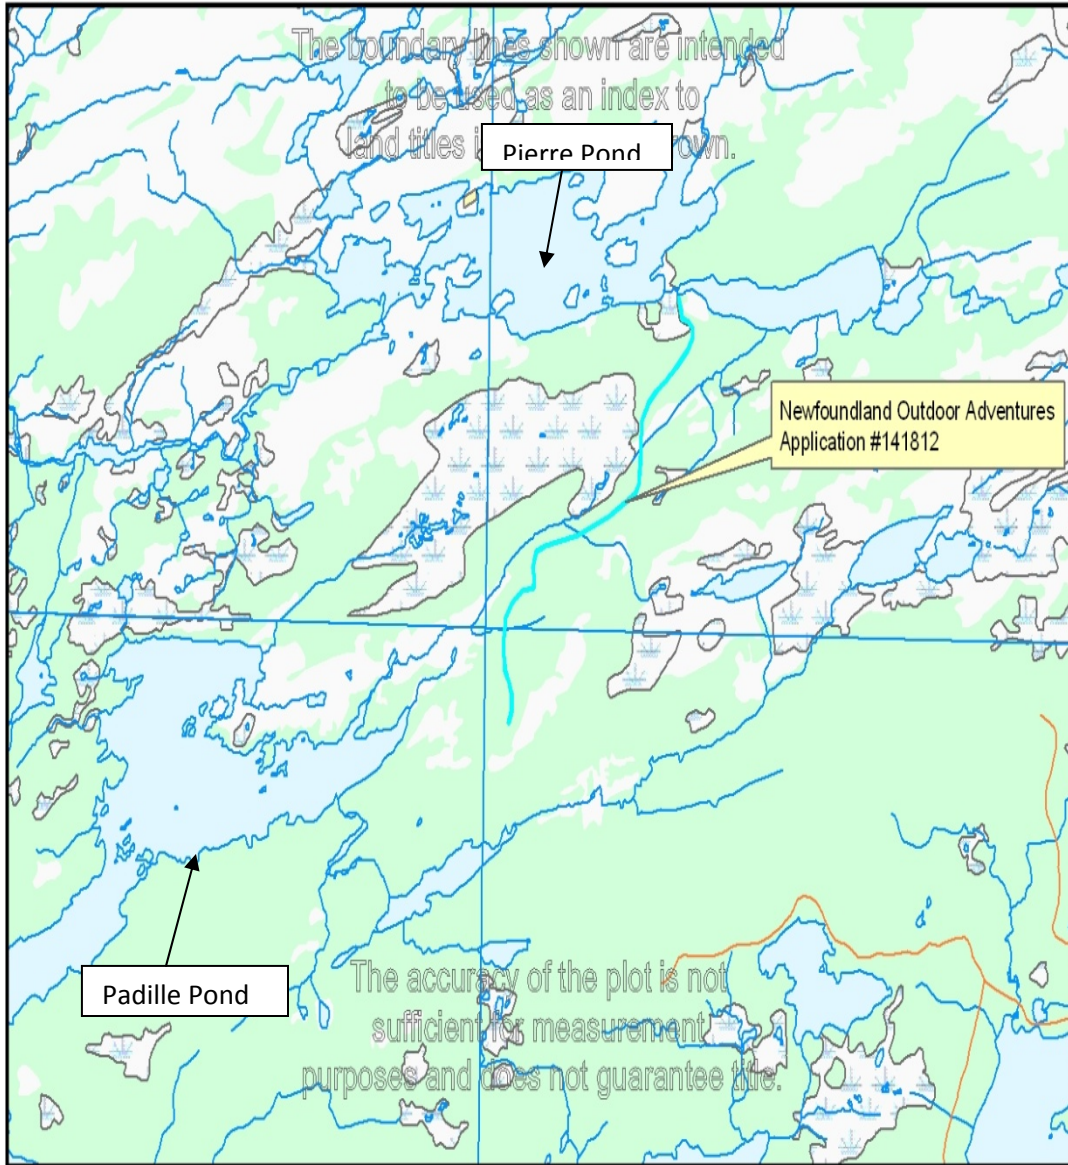 The boundary lines shown are intended
to be used as an index to
land titles i rown.
Pierre Pond
Newfoundland Outdoor Adventures
Application #141812
Padille Pond
The accuracy of the plot is not
sufficient for measurement
purposes and does not guarantee title.